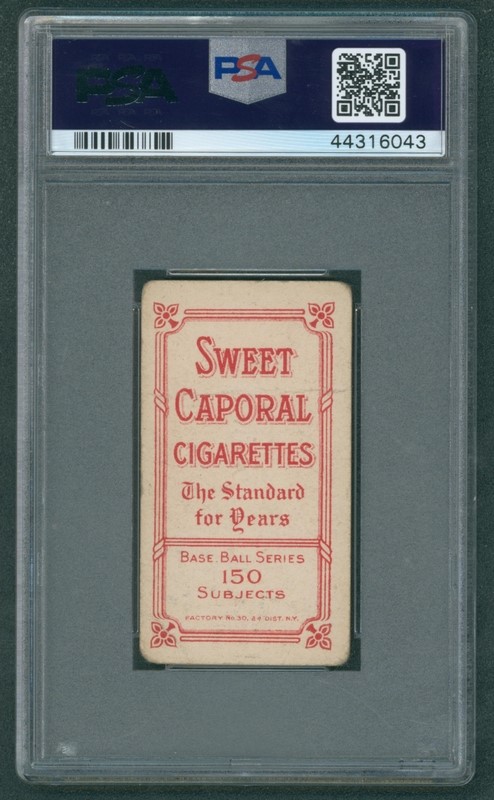 PSA
PSA
44316043
SWEET
CAPORAL
CIGARETTES
The Standard
for Years
BASE BALL SERIES
150
SUBJECTS
FACTORY No. 30, 2d DIST. N.Y.